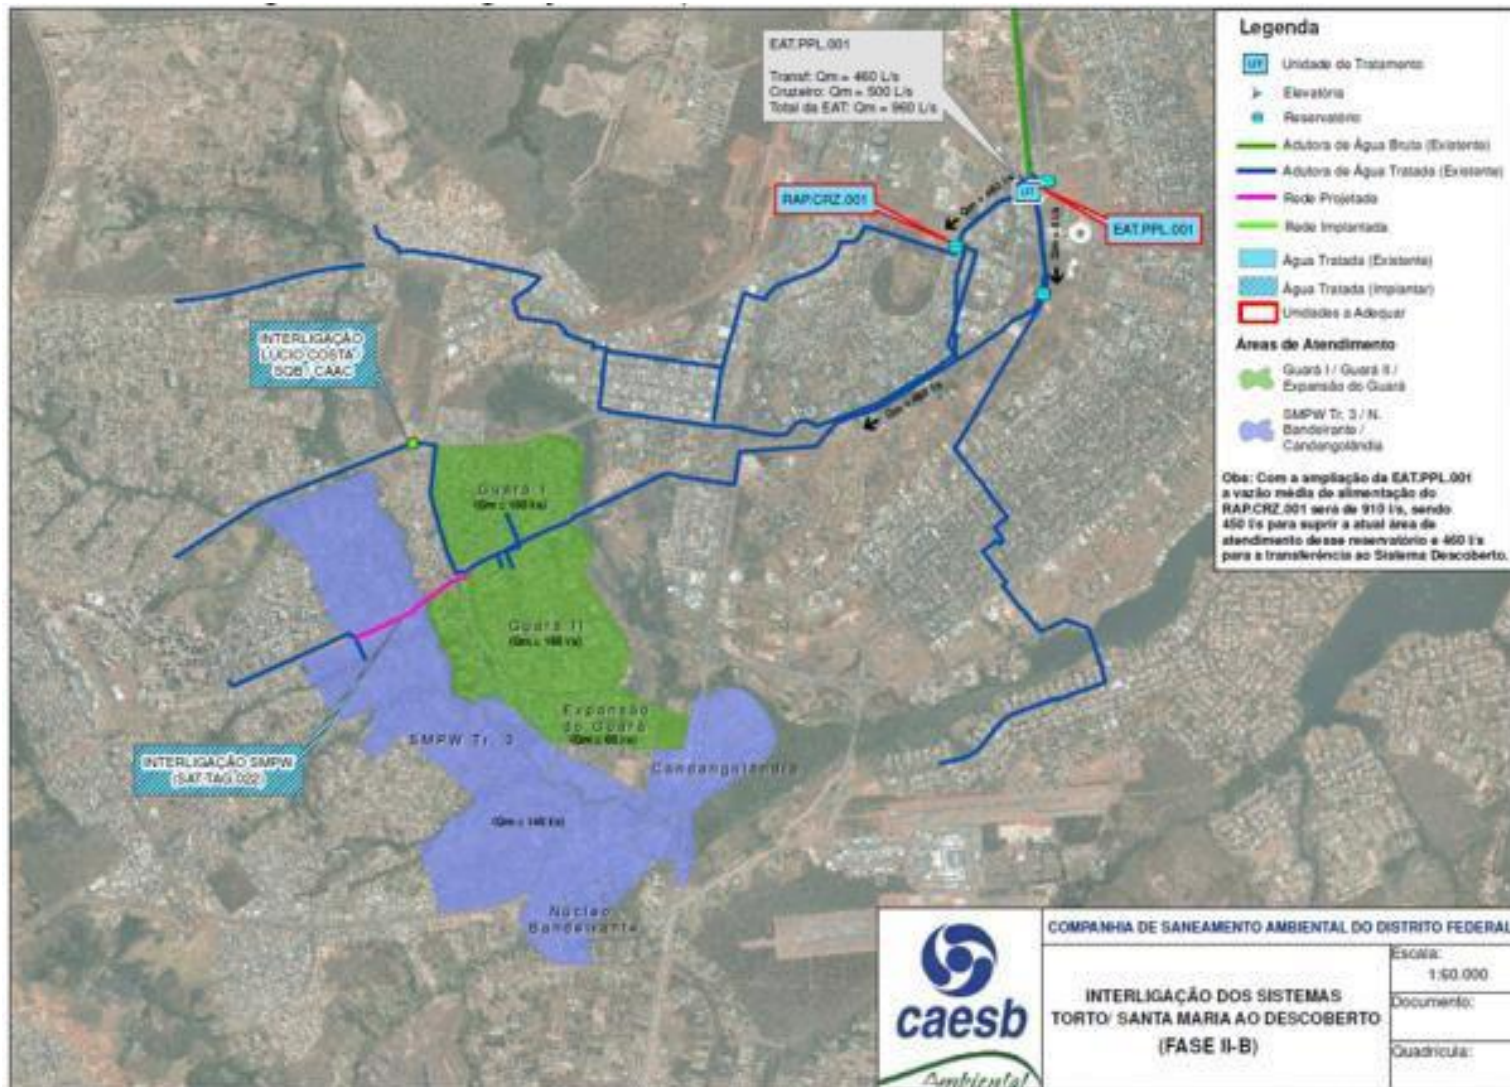 EAT.PPL.001
Transf: Qm = 460 L/s
Cruzeiro: Qm = 500 L/s
Total da EAT: Qm = 960 L/s
RAP.CRZ.001
EAT.PPL.001
INTERLIGAÇÃO
LÚCIO COSTA
SQB CAAC
Guará I
Guará II
Expansão
do Guará
SMPW Tr. 3
Candangolândia
INTERLIGAÇÃO SMPW
(SAT.TAG.022)
Núcleo
Bandeirante
Legenda
UT
Unidade de Tratamento
Elevatória
Reservatório
Adutora de Água Bruta (Existente)
Adutora de Água Tratada (Existente)
Rede Projetada
Rede Implantada
Água Tratada (Existente)
Água Tratada (Implantar)
Unidades a Adequar
Áreas de Atendimento
Guará I / Guará II /
Expansão do Guará
SMPW Tr. 3 / N.
Bandeirante /
Candangolândia
Obs: Com a ampliação da EAT.PPL.001
a vazão média de alimentação do
RAP.CRZ.001 será de 910 l/s, sendo
450 l/s para suprir a atual área de
atendimento desse reservatório e 460 l/s
para a transferência ao Sistema Descoberto.
caesb
Ambiental
COMPANHIA DE SANEAMENTO AMBIENTAL DO DISTRITO FEDERAL
INTERLIGAÇÃO DOS SISTEMAS
TORTO/ SANTA MARIA AO DESCOBERTO
(FASE II-B)
Escala:
1:60.000
Documento:
Quadrícula: